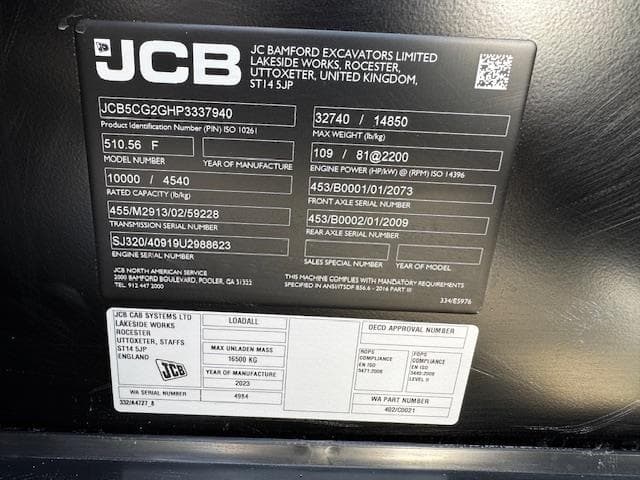 JCB
JC BAMFORD EXCAVATORS LIMITED
LAKESIDE WORKS, ROCESTER,
UTTOXETER, UNITED KINGDOM,
ST14 5JP
JCB5CG2GHP3337940
Product Identification Number (PIN) ISO 10261
510.56 F
MODEL NUMBER
YEAR OF MANUFACTURE
10000 / 4540
RATED CAPACITY (lb/kg)
455/M2913/02/59228
TRANSMISSION SERIAL NUMBER
SJ320/40919U2988623
ENGINE SERIAL NUMBER
JCB NORTH AMERICAN SERVICE
2000 BAMFORD BOULEVARD, POOLER, GA 31322
TEL: 912 447 2000
32740 / 14850
MAX WEIGHT (lb/kg)
109 / 81@2200
ENGINE POWER (HP/kW) @ (RPM) ISO 14396
453/B0001/01/2073
FRONT AXLE SERIAL NUMBER
453/B0002/01/2009
REAR AXLE SERIAL NUMBER
SALES SPECIAL NUMBER
YEAR OF MODEL
THIS MACHINE COMPLIES WITH MANDATORY REQUIREMENTS
SPECIFIED IN ANSI/ITSDF B56.6 - 2016 PART III
334/E5976
JCB CAB SYSTEMS LTD
LAKESIDE WORKS
ROCESTER
UTTOXETER, STAFFS
ST14 5JP
ENGLAND
JCB
WA SERIAL NUMBER
332/A4727_8
LOADALL
MAX UNLADEN MASS
16500 KG
YEAR OF MANUFACTURE
2023
4984
OECD APPROVAL NUMBER
ROPS
COMPLIANCE
EN ISO
3471:2008
FOPS
COMPLIANCE
EN ISO
3449:2008
LEVEL II
WA PART NUMBER
402/C0021